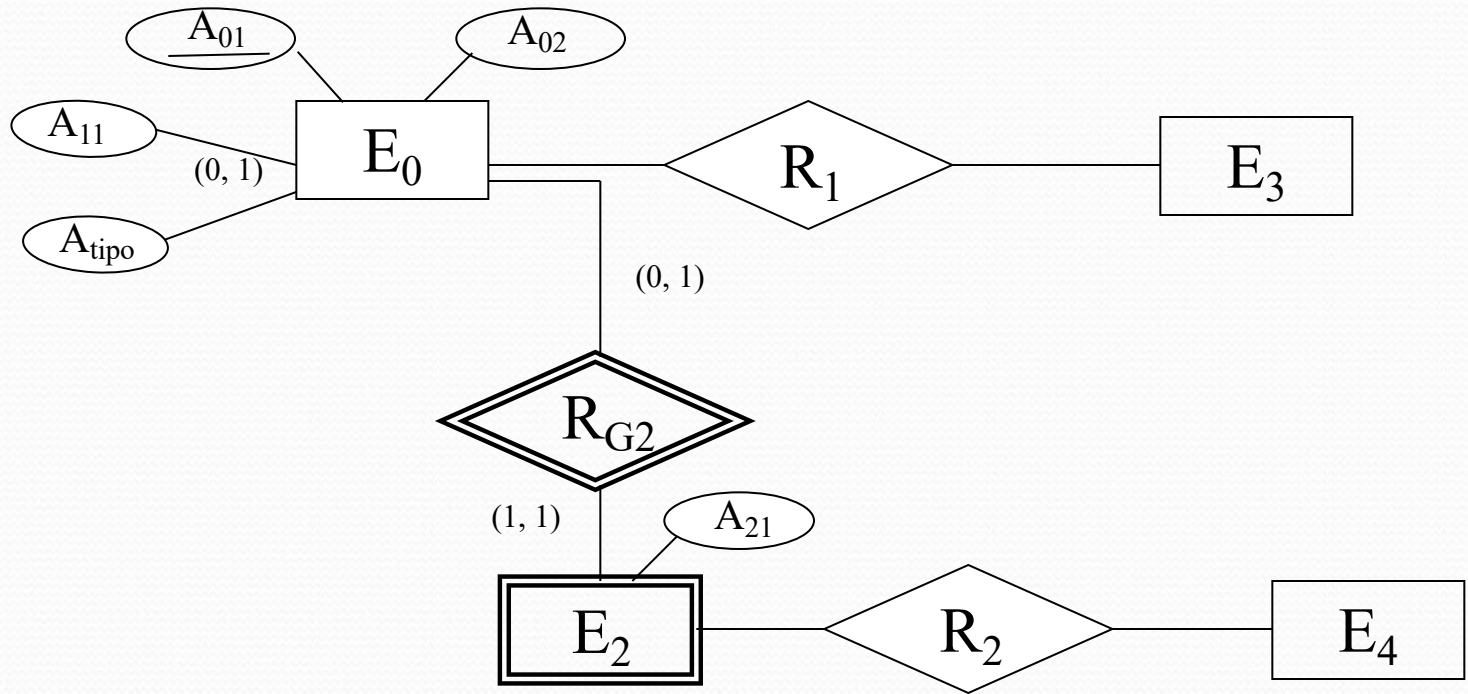 A01
A02
A11
(0, 1)
E0
R1
E3
Atipo
(0, 1)
RG2
(1, 1)
A21
E2
R2
E4